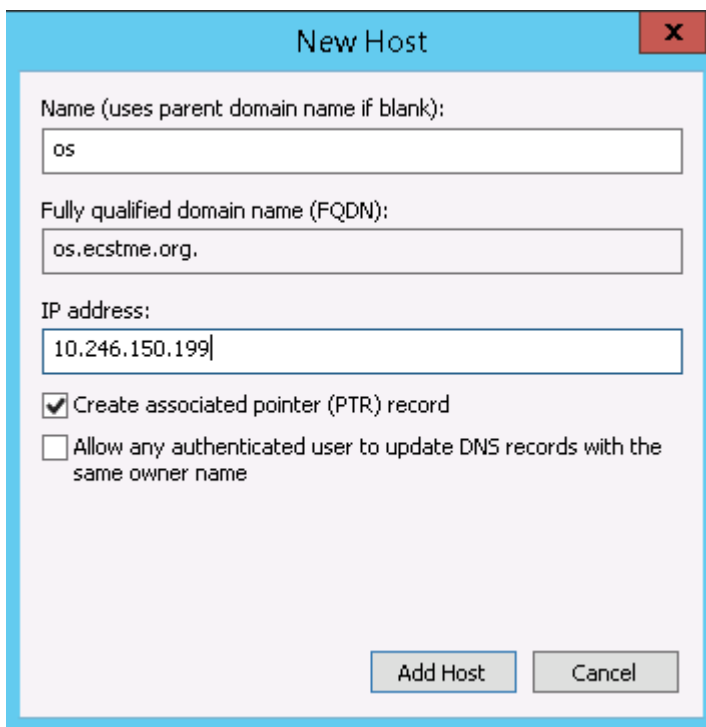 New Host
x
Name (uses parent domain name if blank):
os
Fully qualified domain name (FQDN):
os.ecstme.org.
IP address:
10.246.150.199
Create associated pointer (PTR) record
Allow any authenticated user to update DNS records with the
same owner name
Add Host Cancel